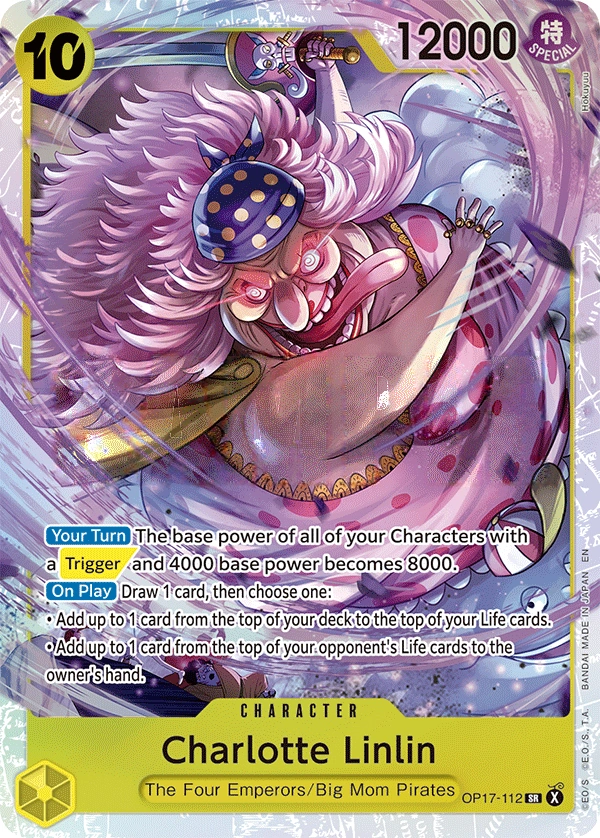 10
12000
特
SPECIAL
Hokuyuu
Your Turn The base power of all of your Characters with
a Trigger and 4000 base power becomes 8000.
On Play Draw 1 card, then choose one:
• Add up to 1 card from the top of your deck to the top of your Life cards.
• Add up to 1 card from the top of your opponent's Life cards to the
owner's hand.
CHARACTER
Charlotte Linlin
The Four Emperors/Big Mom Pirates
OP17-112 SR X
©E.O./S ©E.O./S., T.A. BANDAI MADE IN JAPAN EN